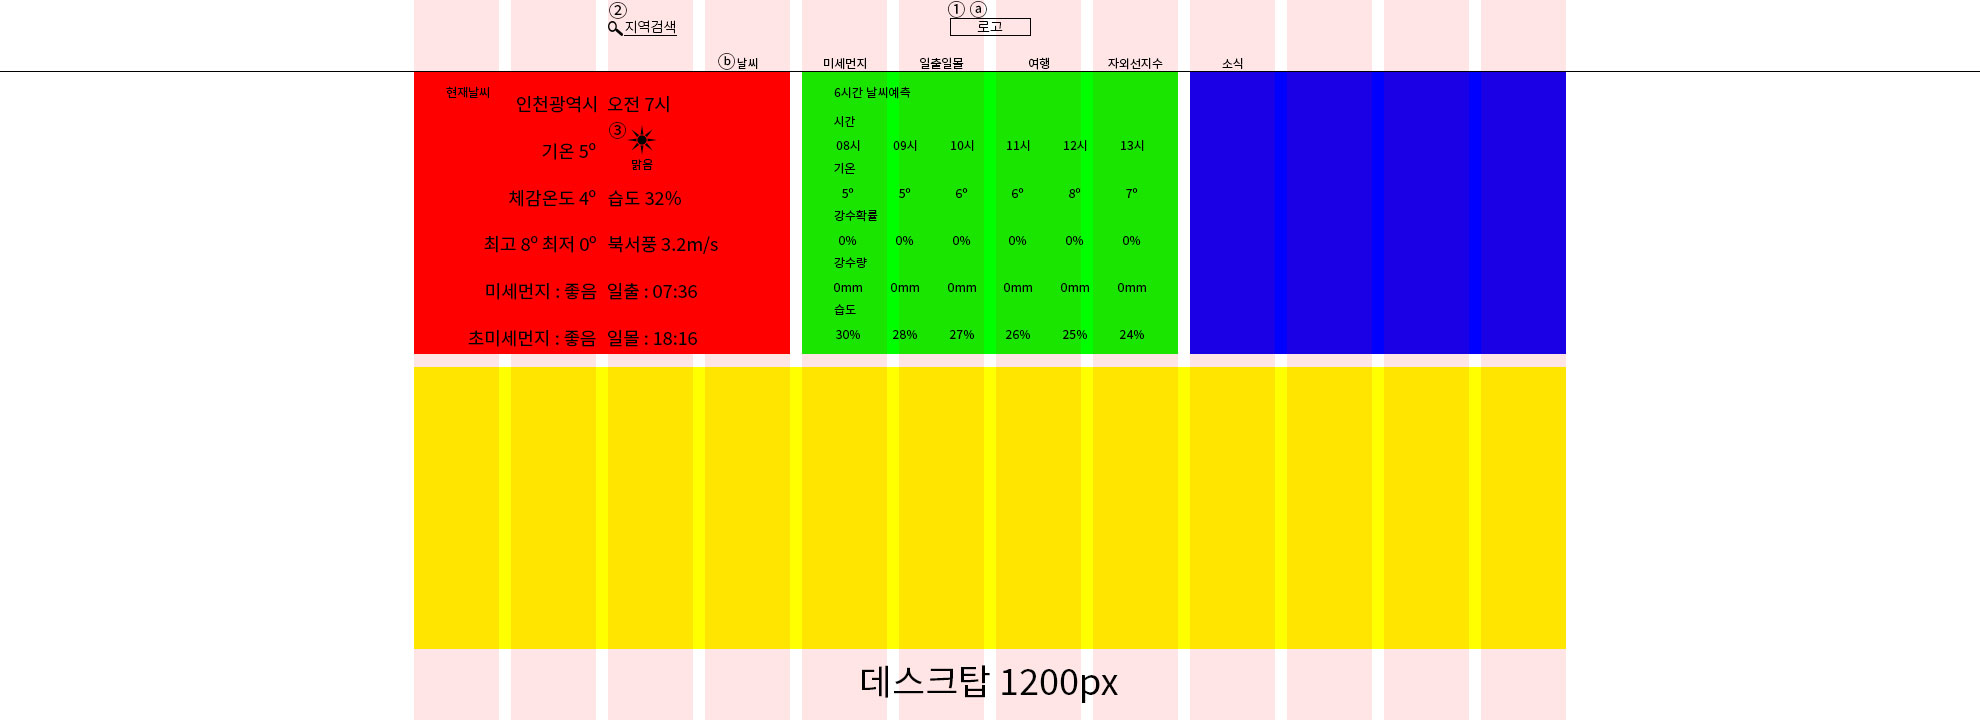 ② ① ⓐ
지역검색 로고
ⓑ 날씨 미세먼지 일출일몰 여행 자외선지수 소식
현재날씨
인천광역시 오전 7시
③
기온 5º
맑음
체감온도 4º 습도 32%
최고 8º 최저 0º 북서풍 3.2m/s
미세먼지 : 좋음 일출 : 07:36
초미세먼지 : 좋음 일몰 : 18:16
6시간 날씨예측
시간
08시 09시 10시 11시 12시 13시
기온
5º 5º 6º 6º 8º 7º
강수확률
0% 0% 0% 0% 0% 0%
강수량
0mm 0mm 0mm 0mm 0mm 0mm
습도
30% 28% 27% 26% 25% 24%
데스크탑 1200px